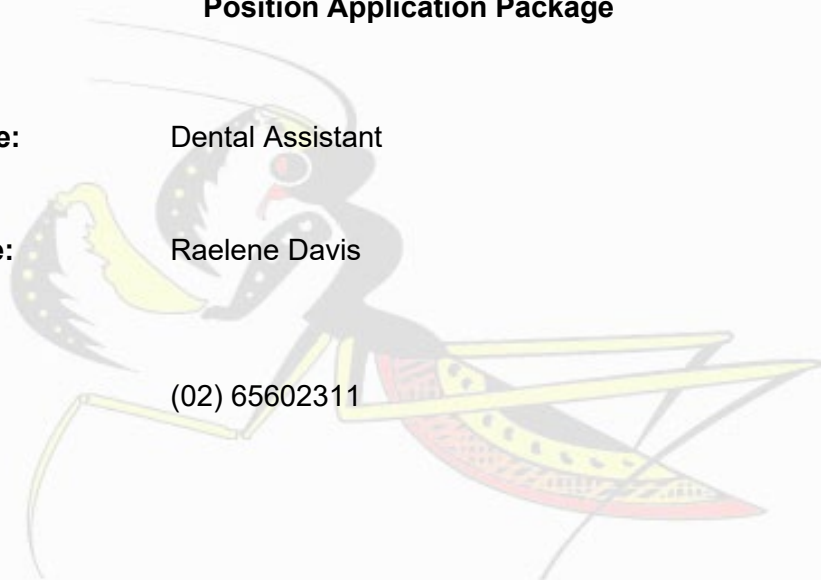 Position Application Package
e: Dental Assistant
e: Raelene Davis
(02) 65602311